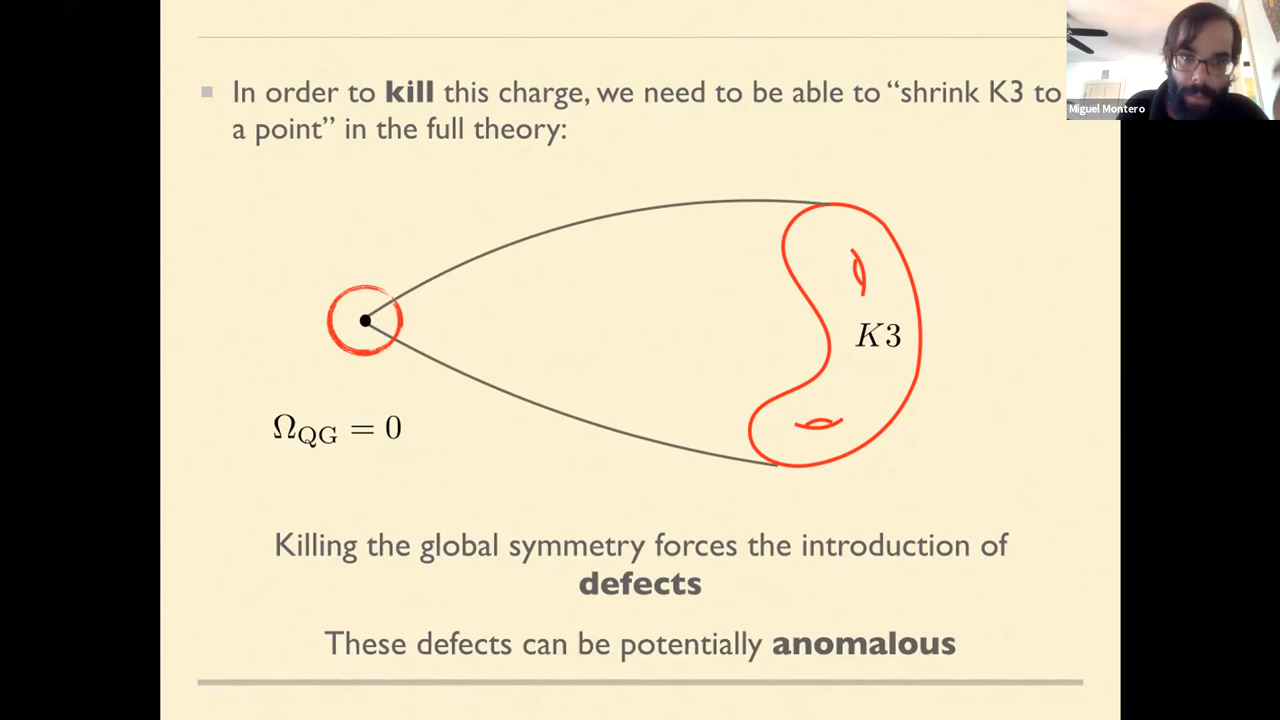 In order to kill this charge, we need to be able to “shrink K3 to
a point” in the full theory:
Miguel Montero
K3
Ω_QG = 0
Killing the global symmetry forces the introduction of
defects
These defects can be potentially anomalous